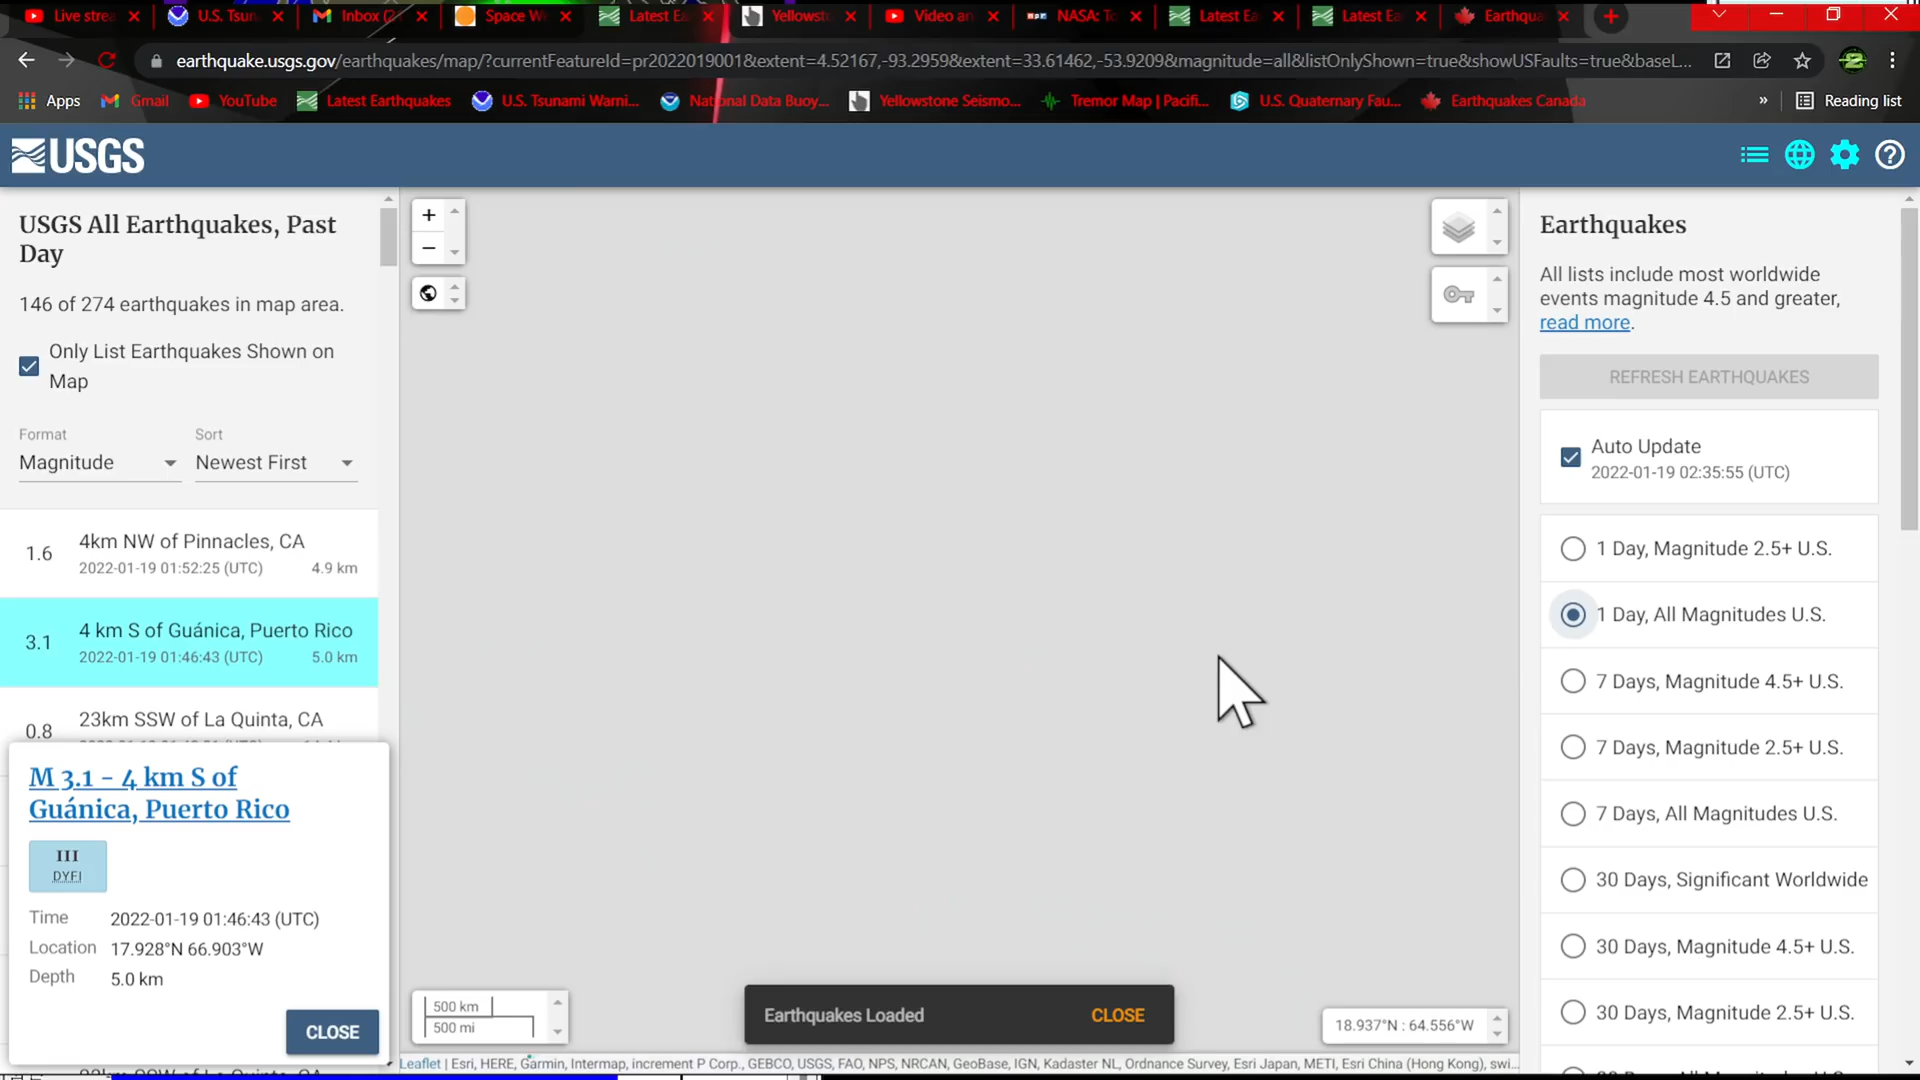 Live strea
U.S. Tsun
Inbox (2
Space We
Latest Ea
Yellowsto
Video an
NASA: To
Latest Ea
Latest Ea
Earthqua
earthquake.usgs.gov/earthquakes/map/?currentFeatureId=pr2022019001&extent=4.52167,-93.2959&extent=33.61462,-53.9209&magnitude=all&listOnlyShown=true&showUSFaults=true&baseL...
Apps
Gmail
YouTube
Latest Earthquakes
U.S. Tsunami Warni...
National Data Buoy...
Yellowstone Seismo...
Tremor Map | Pacifi...
U.S. Quaternary Fau...
Earthquakes Canada
»
Reading list
USGS
USGS All Earthquakes, Past
Day
146 of 274 earthquakes in map area.
Only List Earthquakes Shown on
Map
Format
Sort
Magnitude
Newest First
1.6
4km NW of Pinnacles, CA
2022-01-19 01:52:25 (UTC) 4.9 km
3.1
4 km S of Guánica, Puerto Rico
2022-01-19 01:46:43 (UTC) 5.0 km
0.8
23km SSW of La Quinta, CA
M 3.1 - 4 km S of
Guánica, Puerto Rico
III
DYFI
Time 2022-01-19 01:46:43 (UTC)
Location 17.928°N 66.903°W
Depth 5.0 km
CLOSE
+
−
500 km
500 mi
Earthquakes Loaded CLOSE
18.937°N : 64.556°W
Leaflet | Esri, HERE, Garmin, Intermap, increment P Corp., GEBCO, USGS, FAO, NPS, NRCAN, GeoBase, IGN, Kadaster NL, Ordnance Survey, Esri Japan, METI, Esri China (Hong Kong), swi...
Earthquakes
All lists include most worldwide
events magnitude 4.5 and greater,
read more.
REFRESH EARTHQUAKES
Auto Update
2022-01-19 02:35:55 (UTC)
1 Day, Magnitude 2.5+ U.S.
1 Day, All Magnitudes U.S.
7 Days, Magnitude 4.5+ U.S.
7 Days, Magnitude 2.5+ U.S.
7 Days, All Magnitudes U.S.
30 Days, Significant Worldwide
30 Days, Magnitude 4.5+ U.S.
30 Days, Magnitude 2.5+ U.S.